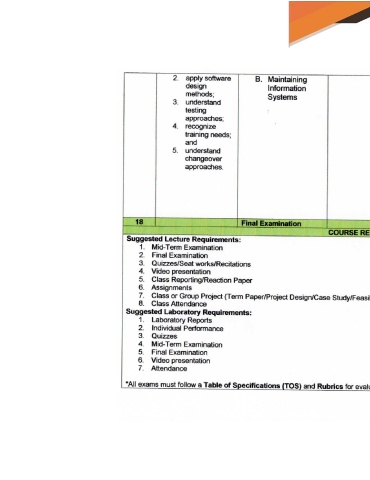 2. apply software design methods;
3. understand testing approaches;
4. recognize training needs; and
5. understand changeover approaches.
B. Maintaining Information Systems
18 Final Examination
COURSE RE
Suggested Lecture Requirements:
1. Mid-Term Examination
2. Final Examination
3. Quizzes/Seat works/Recitations
4. Video presentation
5. Class Reporting/Reaction Paper
6. Assignments
7. Class or Group Project (Term Paper/Project Design/Case Study/Feasi
8. Class Attendance
Suggested Laboratory Requirements:
1. Laboratory Reports
2. Individual Performance
3. Quizzes
4. Mid-Term Examination
5. Final Examination
6. Video presentation
7. Attendance
*All exams must follow a Table of Specifications (TOS) and Rubrics for evalu